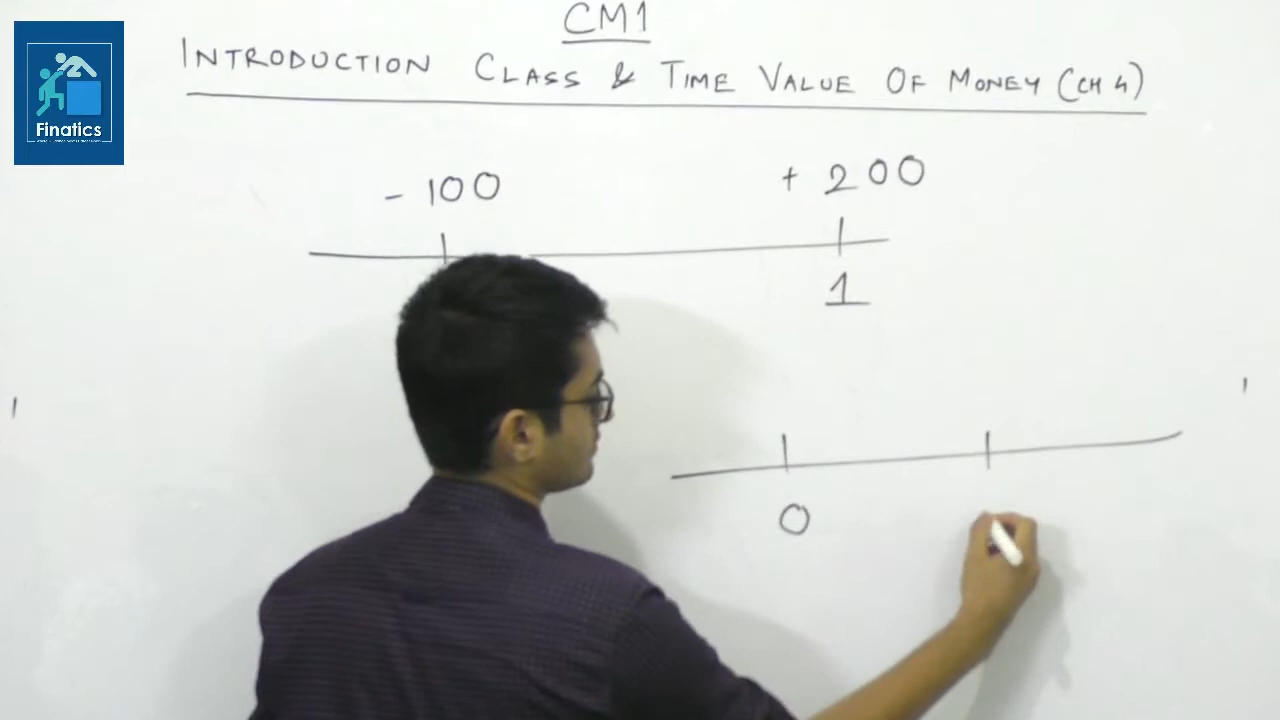 CM1
INTRODUCTION CLASS & TIME VALUE OF MONEY (CH 4)
Finatics
- 100 + 200
1
0